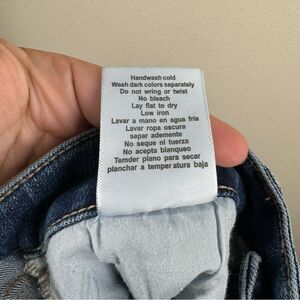 Handwash cold
Wash dark colors separately
Do not wring or twist
No bleach
Lay flat to dry
Low iron
Lavar a mano en agua fria
Lavar ropa oscura
separ ademente
No seque ni tuerza
No acepta blanqueo
Temder plano para secar
planchar a temperatura baja